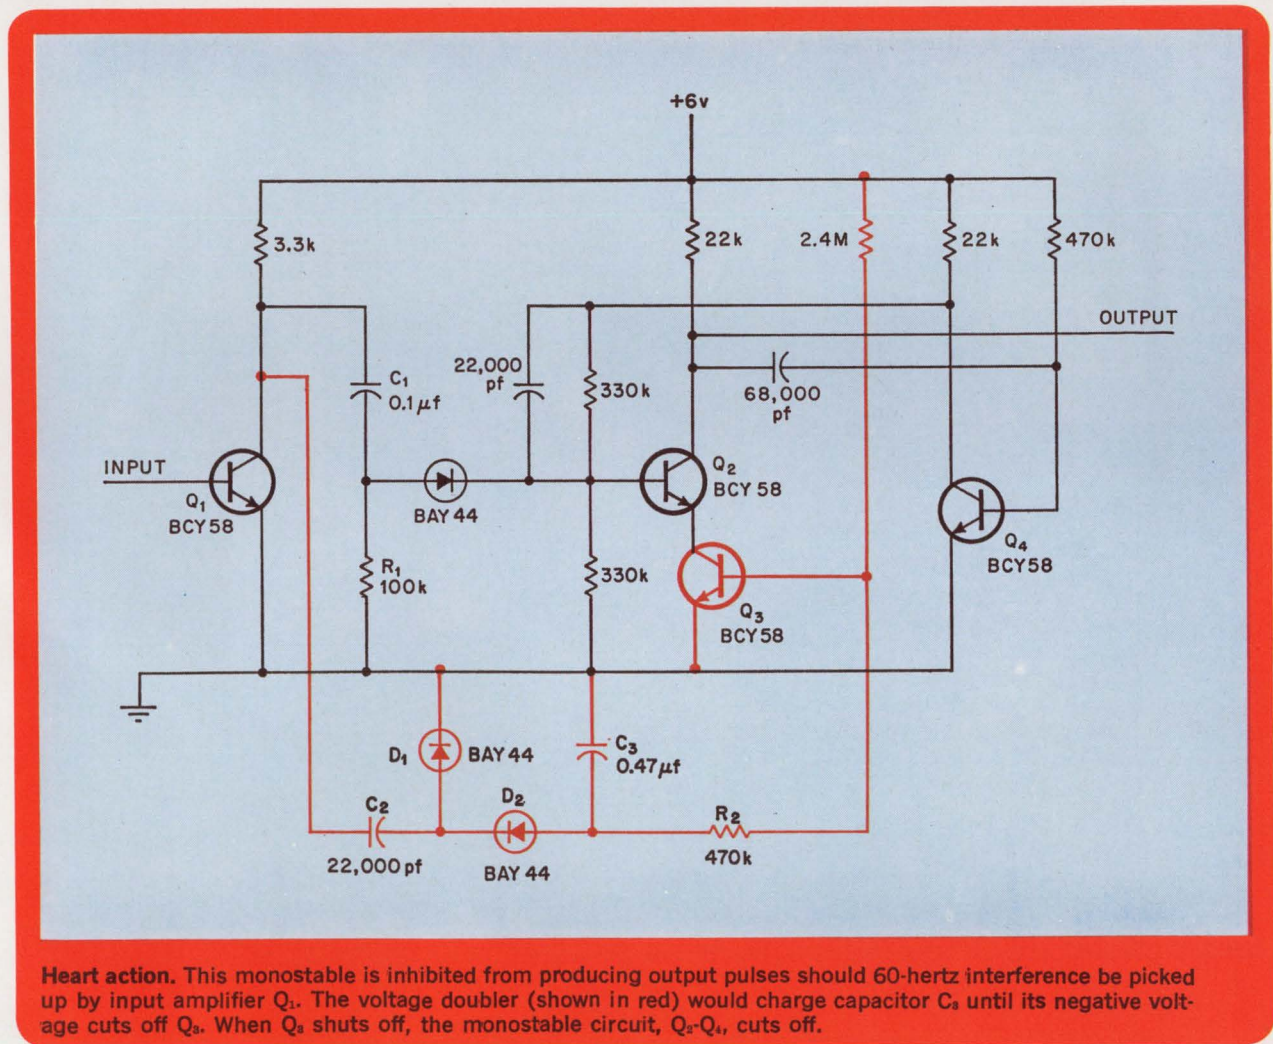 +6v
3.3k
22k
2.4M
22k
470k
OUTPUT
C₁
0.1μf
22,000
pf
330k
68,000
pf
INPUT
Q₁
BCY58
BAY 44
Q₂
BCY 58
Q₄
BCY58
R₁
100k
330k
Q₃
BCY58
D₁
BAY 44
C₃
0.47μf
C₂
22,000 pf
D₂
BAY 44
R₂
470k
Heart action. This monostable is inhibited from producing output pulses should 60-hertz interference be picked
up by input amplifier Q₁. The voltage doubler (shown in red) would charge capacitor C₃ until its negative volt-
age cuts off Q₃. When Q₃ shuts off, the monostable circuit, Q₂-Q₄, cuts off.